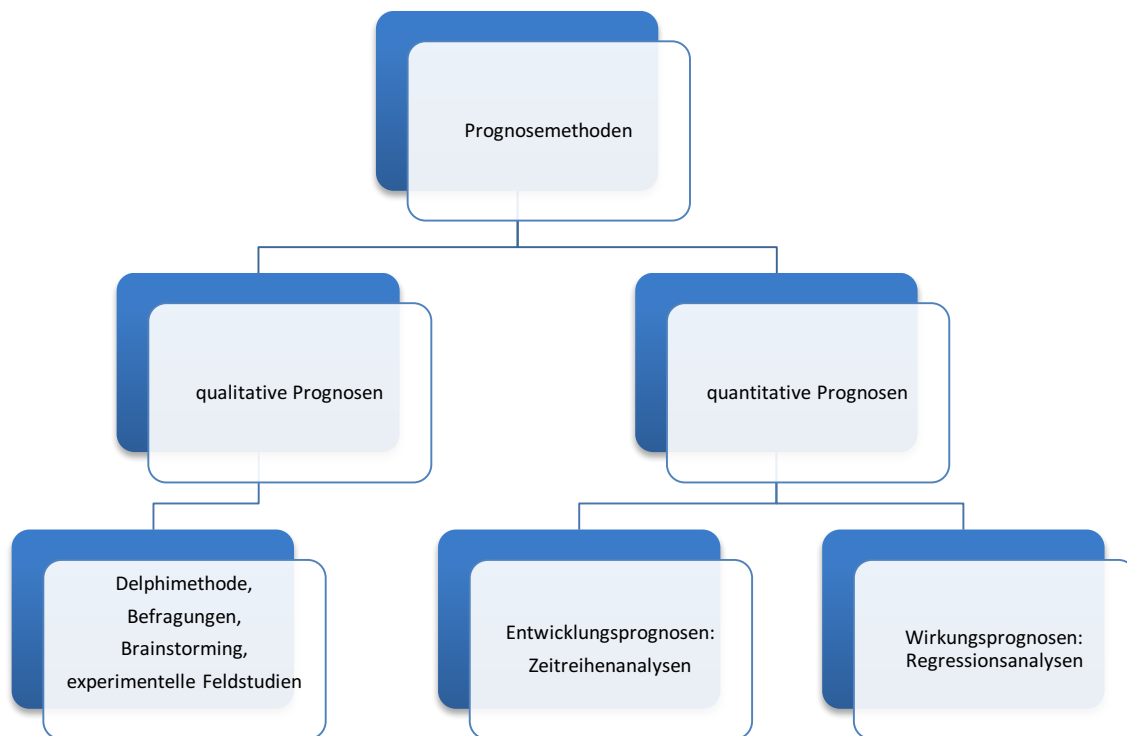 Prognosemethoden
qualitative Prognosen
quantitative Prognosen
Delphimethode,
Befragungen,
Brainstorming,
experimentelle Feldstudien
Entwicklungsprognosen:
Zeitreihenanalysen
Wirkungsprognosen:
Regressionsanalysen